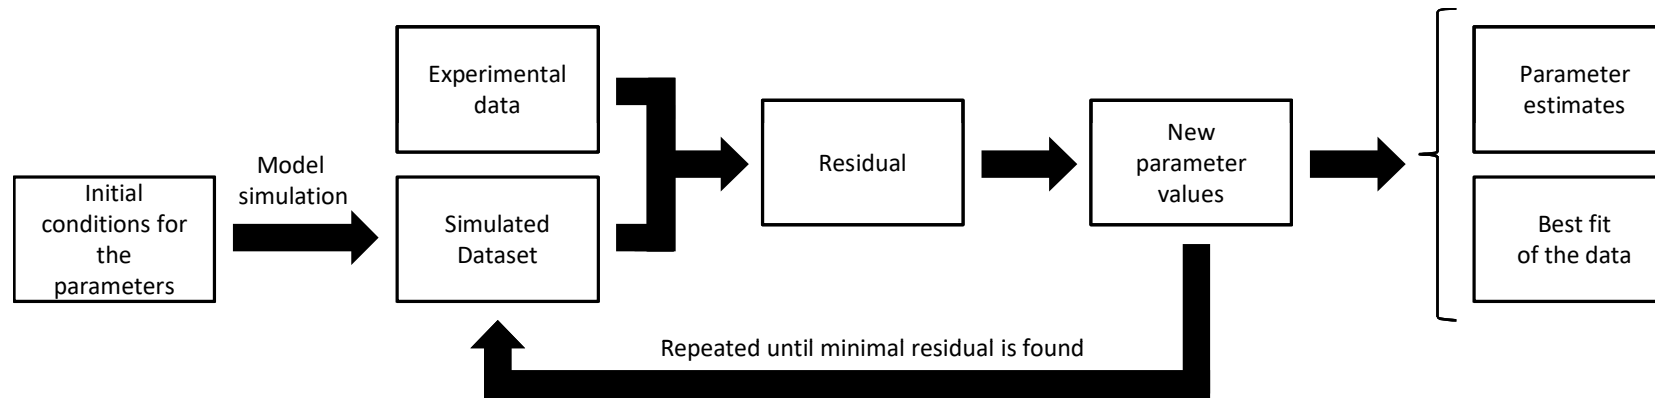 Initial
conditions for
the
parameters
Model
simulation
Experimental
data
Simulated
Dataset
Residual
New
parameter
values
Repeated until minimal residual is found
Parameter
estimates
Best fit
of the data